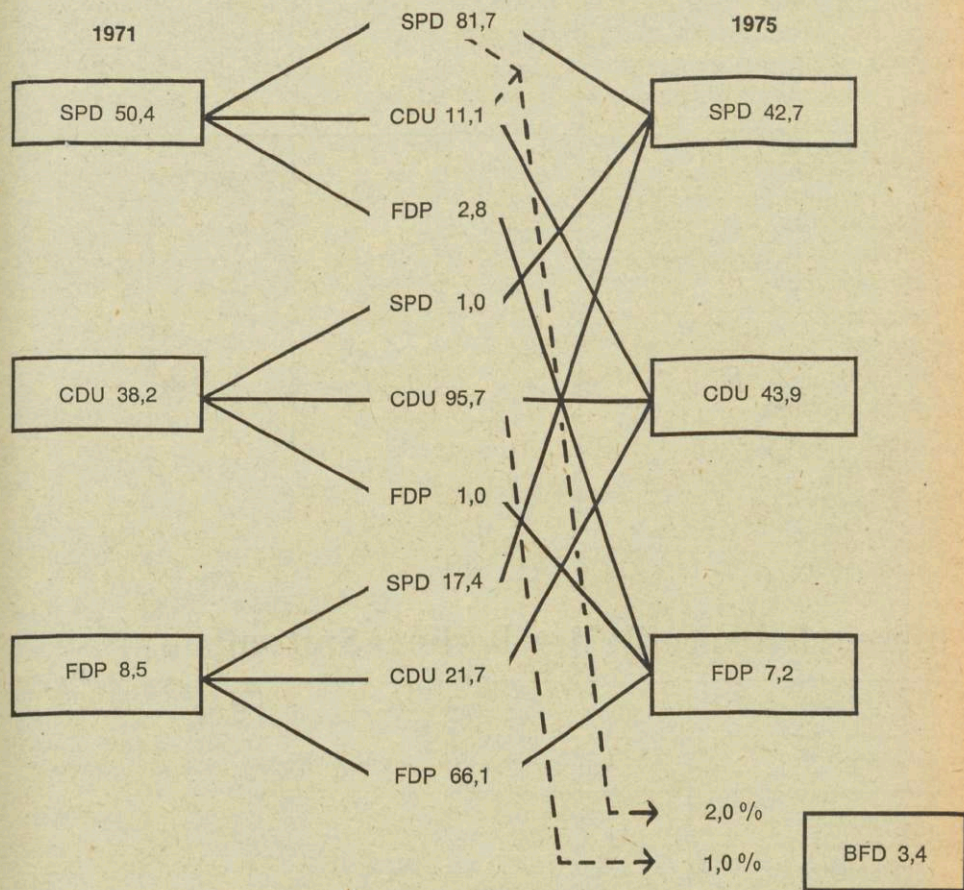 1971
1975
SPD 81,7
SPD 50,4
CDU 11,1
SPD 42,7
FDP 2,8
SPD 1,0
CDU 38,2
CDU 95,7
CDU 43,9
FDP 1,0
SPD 17,4
FDP 8,5
CDU 21,7
FDP 7,2
FDP 66,1
2,0 %
1,0 %
BFD 3,4